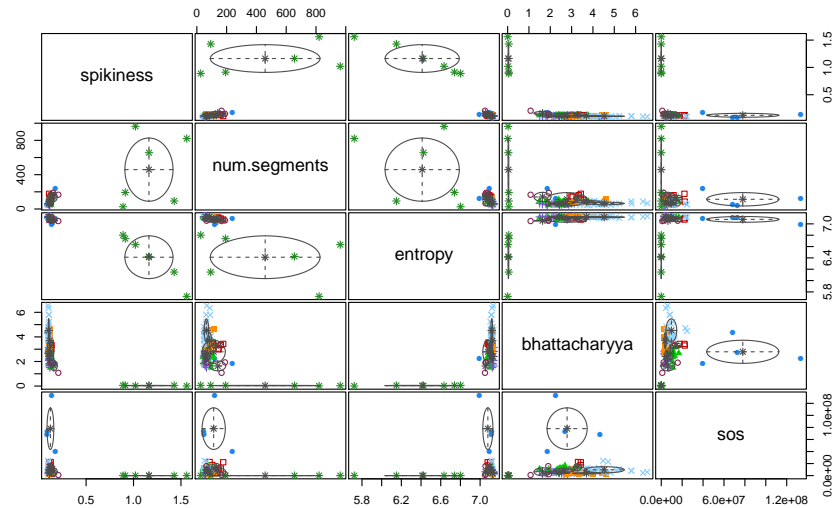 0 200 400 600 800
0 1 2 3 4 5 6
spikiness
0.5 1.0 1.5
0 400 800
num.segments
entropy
5.8 6.4 7.0
0 2 4 6
bhattacharyya
sos
0.0e+00 1.0e+08
0.5 1.0 1.5
5.8 6.2 6.6 7.0
0.0e+00 6.0e+07 1.2e+08